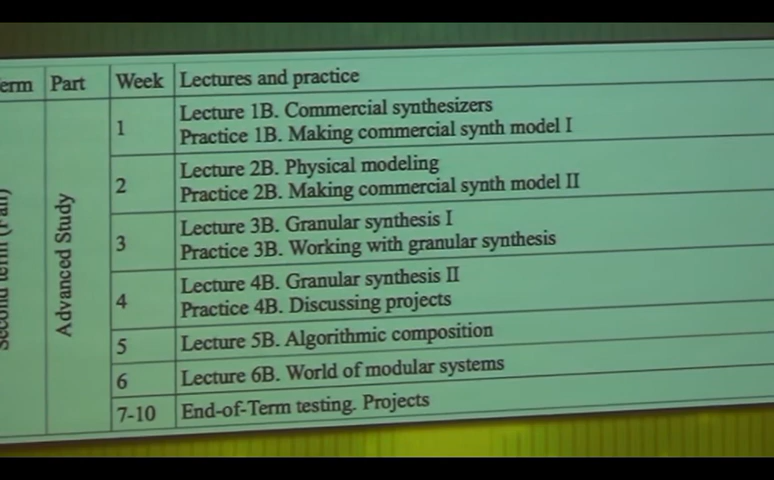 erm Part Week Lectures and practice
Second term (Fall)
Advanced Study
1
Lecture 1B. Commercial synthesizers
Practice 1B. Making commercial synth model I
2
Lecture 2B. Physical modeling
Practice 2B. Making commercial synth model II
3
Lecture 3B. Granular synthesis I
Practice 3B. Working with granular synthesis
4
Lecture 4B. Granular synthesis II
Practice 4B. Discussing projects
5 Lecture 5B. Algorithmic composition
6 Lecture 6B. World of modular systems
7-10 End-of-Term testing. Projects